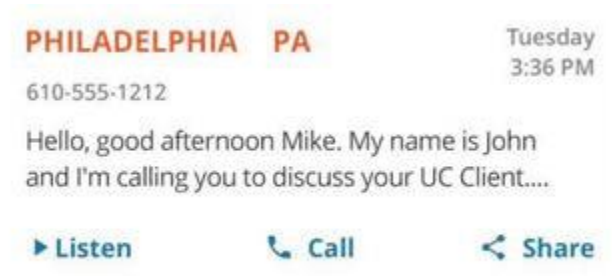 PHILADELPHIA PA
Tuesday
3:36 PM
610-555-1212
Hello, good afternoon Mike. My name is John
and I'm calling you to discuss your UC Client....
Listen Call Share